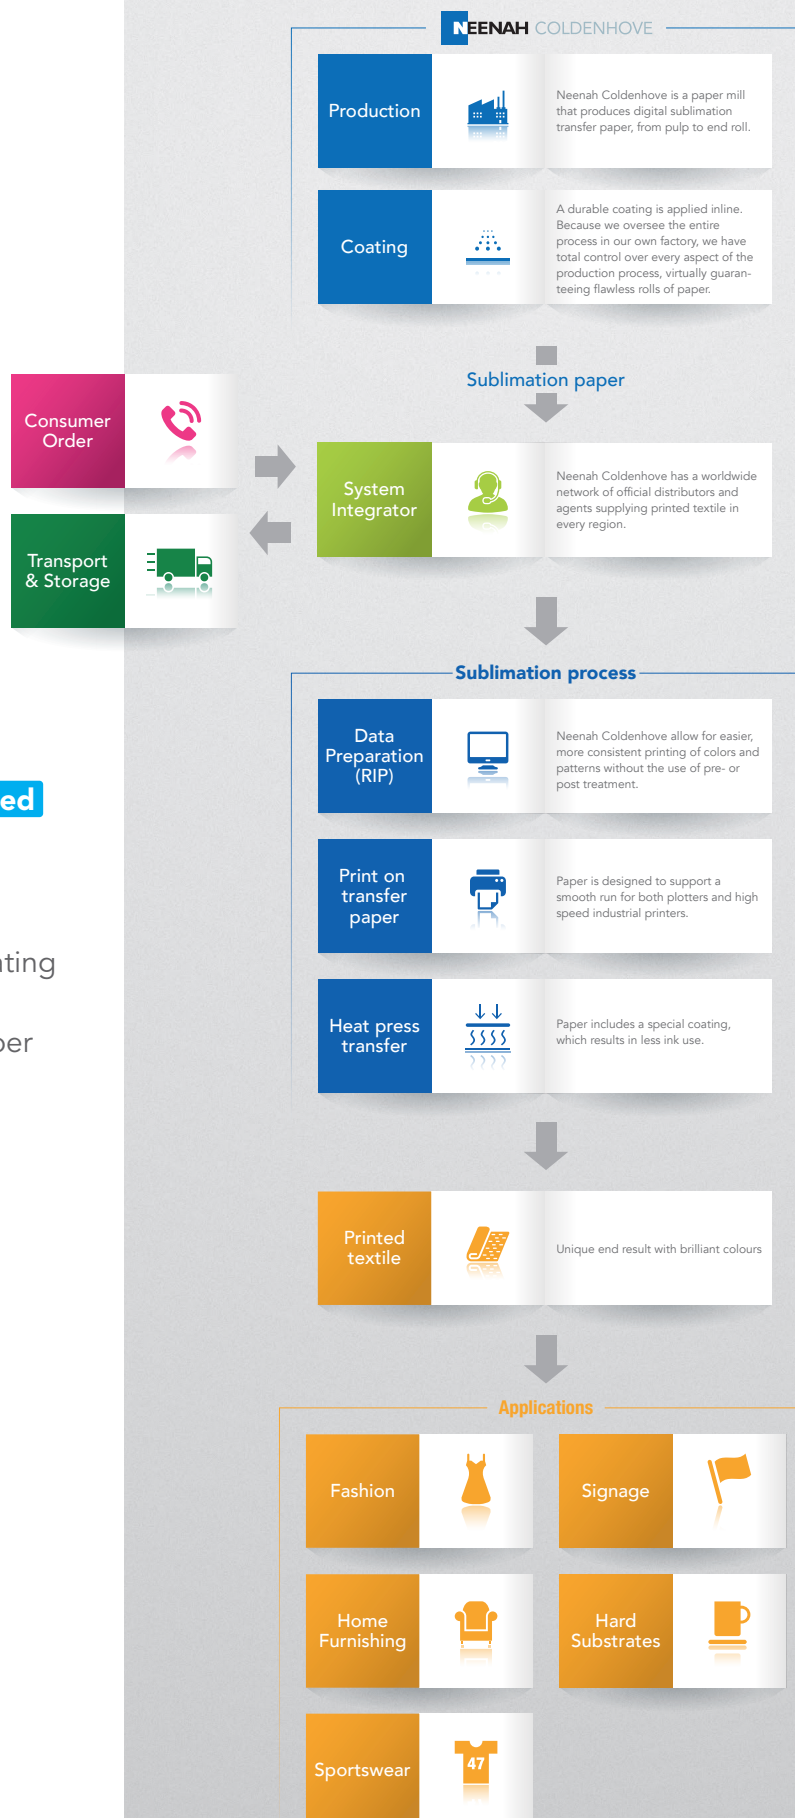 NEENAH COLDENHOVE
Production
Neenah Coldenhove is a paper mill
that produces digital sublimation
transfer paper, from pulp to end roll.
Coating
A durable coating is applied inline.
Because we oversee the entire
process in our own factory, we have
total control over every aspect of the
production process, virtually guaran-
teeing flawless rolls of paper.
Sublimation paper
Consumer
Order
System
Integrator
Neenah Coldenhove has a worldwide
network of official distributors and
agents supplying printed textile in
every region.
Transport
& Storage
Sublimation process
Data
Preparation
(RIP)
Neenah Coldenhove allow for easier,
more consistent printing of colors and
patterns without the use of pre- or
post treatment.
ed
Print on
transfer
paper
Paper is designed to support a
smooth run for both plotters and high
speed industrial printers.
ating
per
Heat press
transfer
Paper includes a special coating,
which results in less ink use.
Printed
textile
Unique end result with brilliant colours
Applications
Fashion
Signage
Home
Furnishing
Hard
Substrates
Sportswear
47